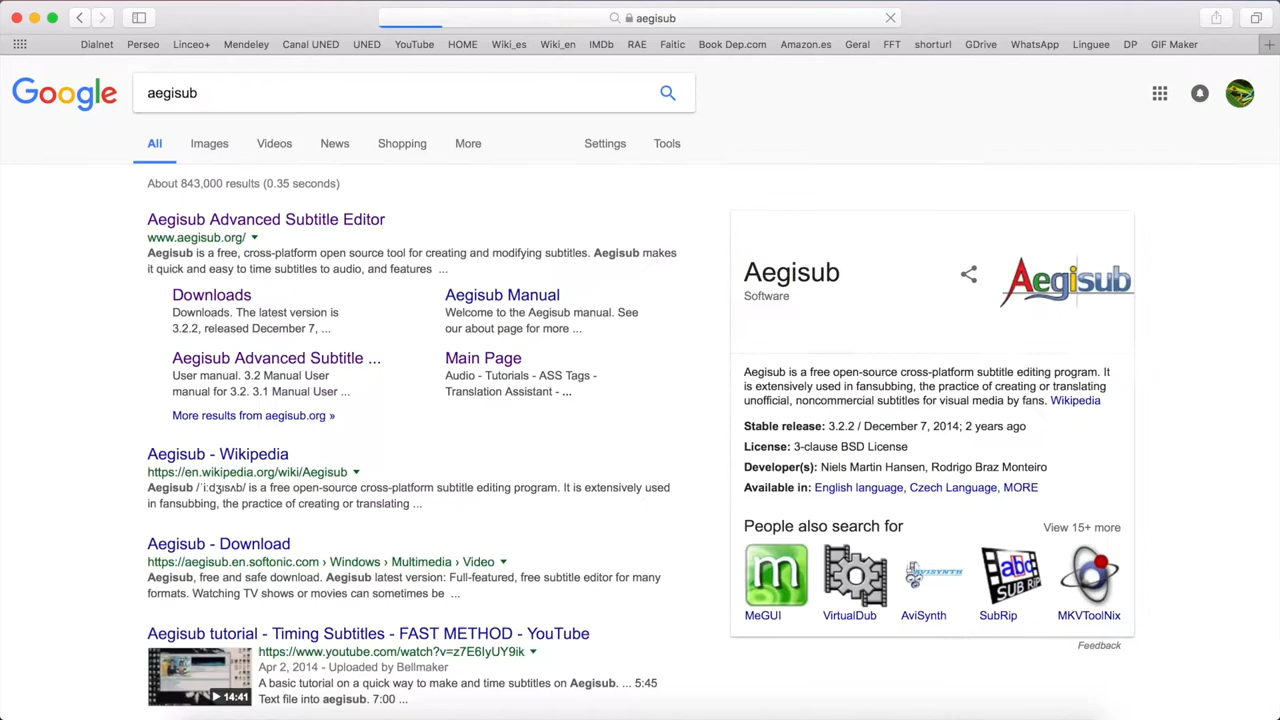 aegisub
Dialnet Perseo Linceo+ Mendeley Canal UNED UNED YouTube HOME Wiki_es Wiki_en IMDb RAE Faitic Book Dep.com Amazon.es Geral FFT shorturl GDrive WhatsApp Linguee DP GIF Maker
Google aegisub
All Images Videos News Shopping More Settings Tools
About 843,000 results (0.35 seconds)
Aegisub Advanced Subtitle Editor
www.aegisub.org/
Aegisub is a free, cross-platform open source tool for creating and modifying subtitles. Aegisub makes
it quick and easy to time subtitles to audio, and features ...
Downloads
Downloads. The latest version is
3.2.2, released December 7, ...
Aegisub Manual
Welcome to the Aegisub manual. See
our about page for more ...
Aegisub Advanced Subtitle ...
User manual. 3.2 Manual User
manual for 3.2. 3.1 Manual User ...
Main Page
Audio - Tutorials - ASS Tags -
Translation Assistant - ...
More results from aegisub.org »
Aegisub - Wikipedia
https://en.wikipedia.org/wiki/Aegisub
Aegisub /ˈiːdʒɪsʌb/ is a free open-source cross-platform subtitle editing program. It is extensively used
in fansubbing, the practice of creating or translating ...
Aegisub - Download
https://aegisub.en.softonic.com › Windows › Multimedia › Video
Aegisub, free and safe download. Aegisub latest version: Full-featured, free subtitle editor for many
formats. Watching TV shows or movies can sometimes be ...
Aegisub tutorial - Timing Subtitles - FAST METHOD - YouTube
https://www.youtube.com/watch?v=z7E6IyUY9ik
Apr 2, 2014 - Uploaded by Bellmaker
A basic tutorial on a quick way to make and time subtitles on Aegisub. ... 5:45
Text file into aegisub. 7:00 ...
14:41
Aegisub
Software
Aegisub
Aegisub is a free open-source cross-platform subtitle editing program. It
is extensively used in fansubbing, the practice of creating or translating
unofficial, noncommercial subtitles for visual media by fans. Wikipedia
Stable release: 3.2.2 / December 7, 2014; 2 years ago
License: 3-clause BSD License
Developer(s): Niels Martin Hansen, Rodrigo Braz Monteiro
Available in: English language, Czech Language, MORE
People also search for View 15+ more
m
AVISYNTH
abc
SUB RIP
MeGUI VirtualDub AviSynth SubRip MKVToolNix
Feedback